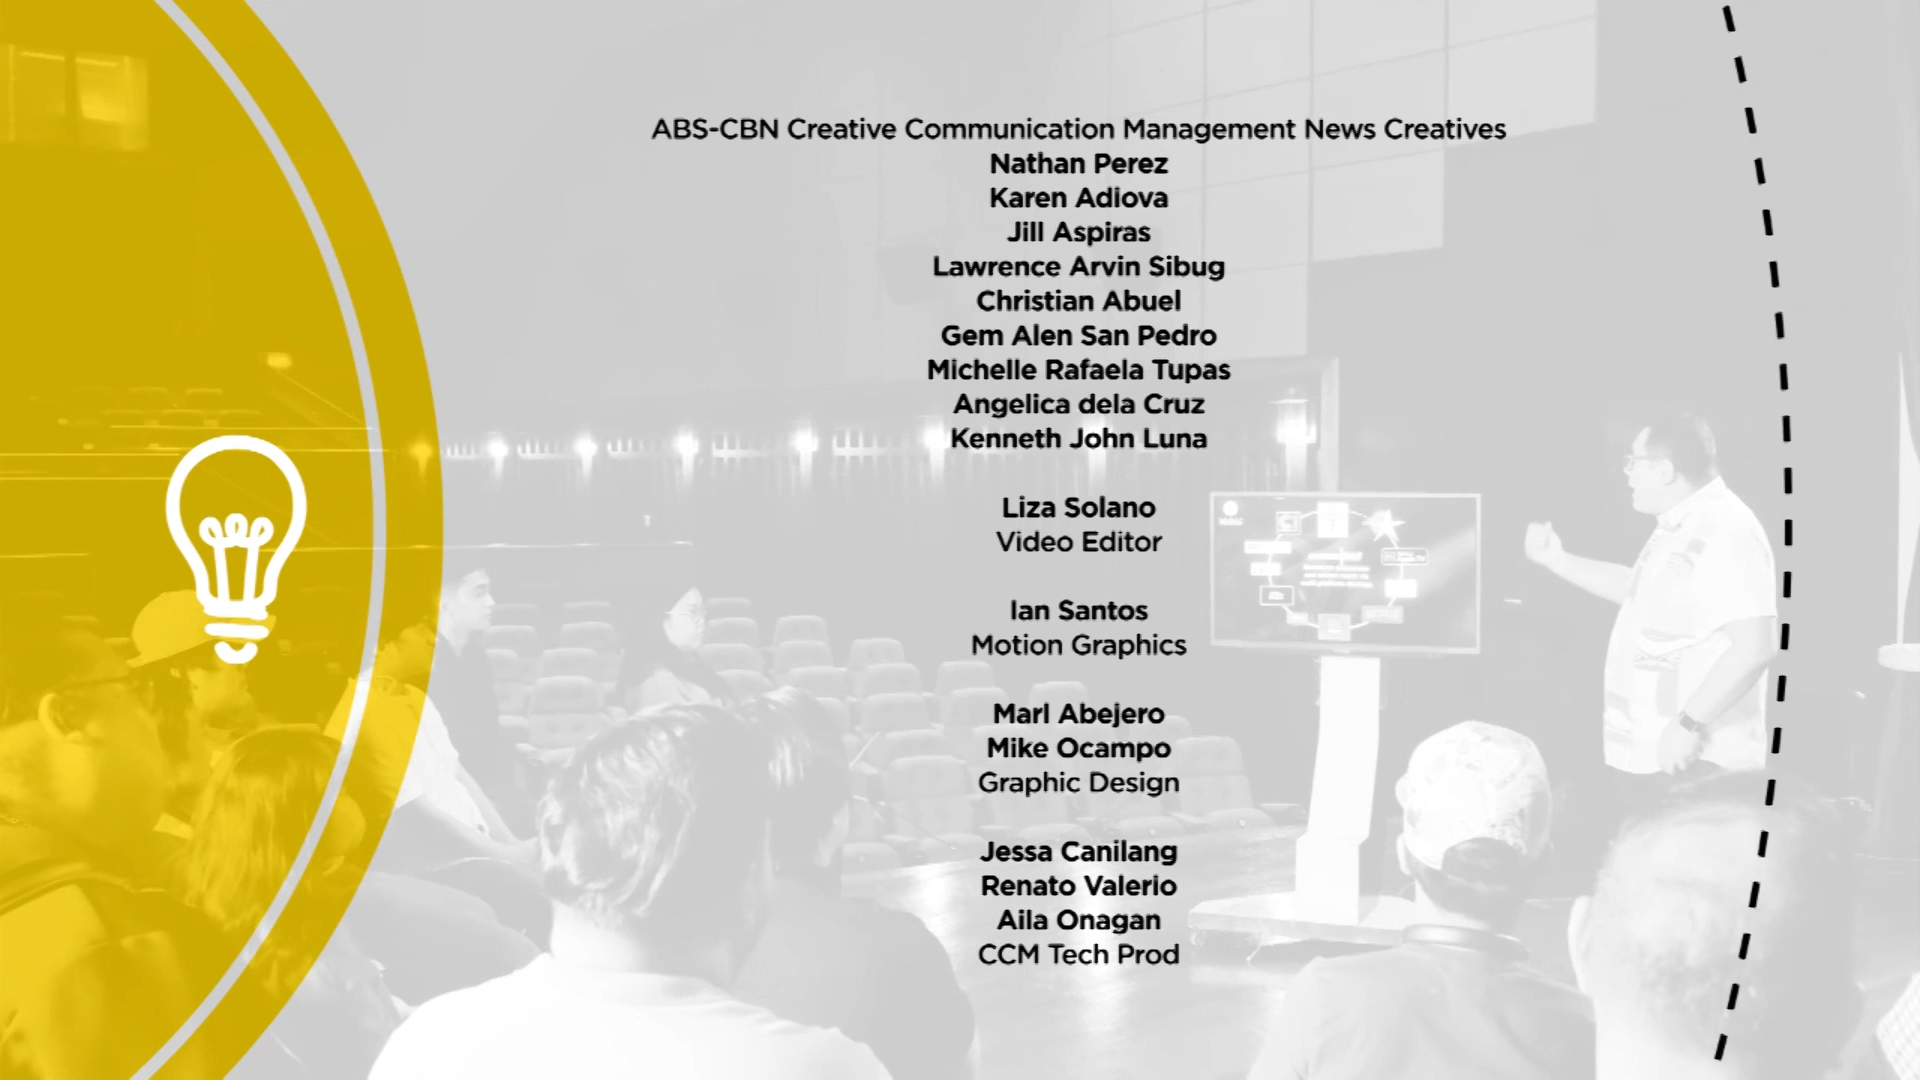 ABS-CBN Creative Communication Management News Creatives
Nathan Perez
Karen Adiova
Jill Aspiras
Lawrence Arvin Sibug
Christian Abuel
Gem Alen San Pedro
Michelle Rafaela Tupas
Angelica dela Cruz
Kenneth John Luna
Liza Solano
Video Editor
Ian Santos
Motion Graphics
Marl Abejero
Mike Ocampo
Graphic Design
Jessa Canilang
Renato Valerio
Aila Onagan
CCM Tech Prod